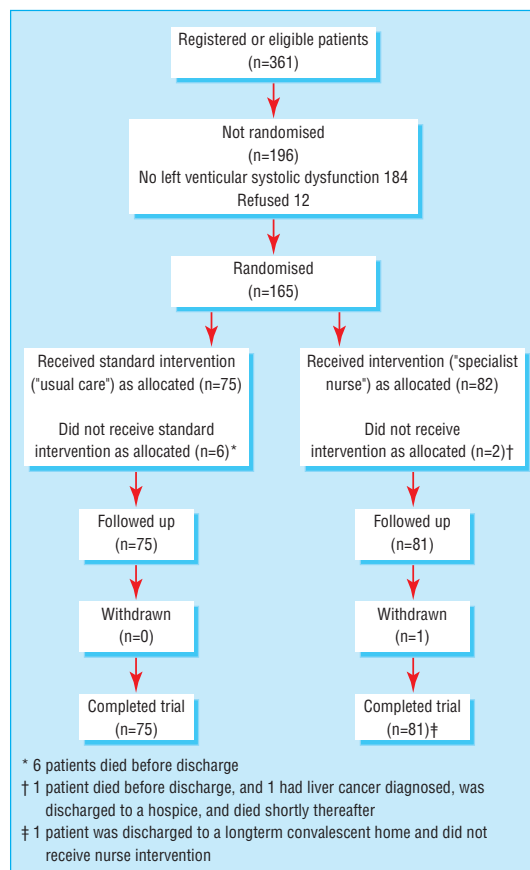 Registered or eligible patients
(n=361)
Not randomised
(n=196)
No left venticular systolic dysfunction 184
Refused 12
Randomised
(n=165)
Received standard intervention
("usual care") as allocated (n=75)
Did not receive standard
intervention as allocated (n=6)*
Received intervention ("specialist
nurse") as allocated (n=82)
Did not receive
intervention as allocated (n=2)†
Followed up
(n=75)
Followed up
(n=81)
Withdrawn
(n=0)
Withdrawn
(n=1)
Completed trial
(n=75)
Completed trial
(n=81)‡
* 6 patients died before discharge
† 1 patient died before discharge, and 1 had liver cancer diagnosed, was
discharged to a hospice, and died shortly thereafter
‡ 1 patient was discharged to a longterm convalescent home and did not
receive nurse intervention